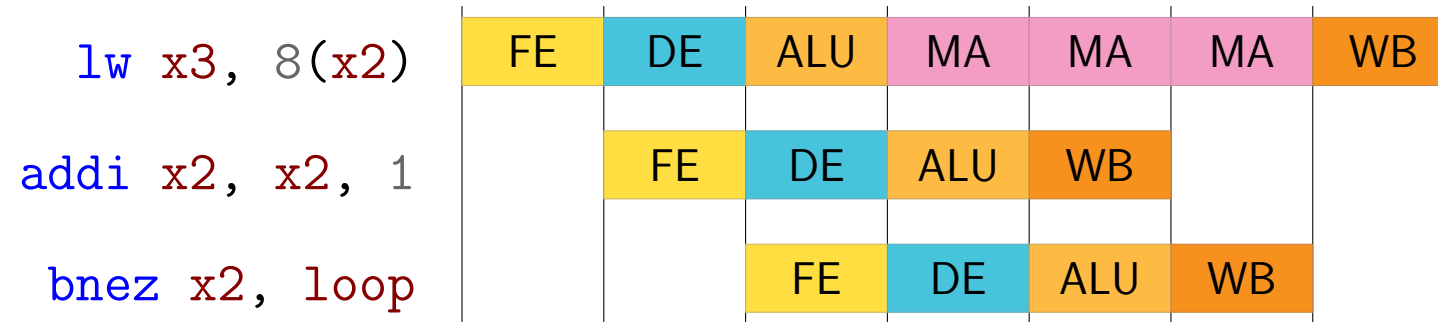 lw x3, 8(x2) FE DE ALU MA MA MA WB
addi x2, x2, 1 FE DE ALU WB
bnez x2, loop FE DE ALU WB